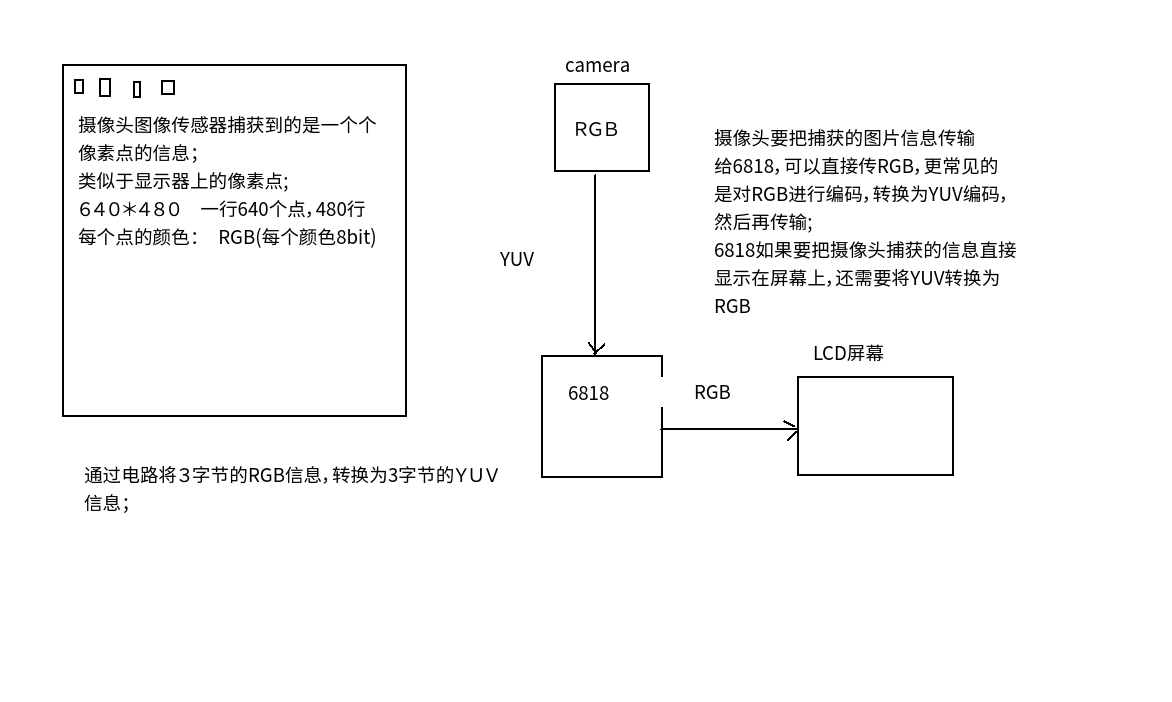 摄像头图像传感器捕获到的是一个个
像素点的信息；
类似于显示器上的像素点;
６４０＊４８０　一行640个点，480行
每个点的颜色：　RGB(每个颜色8bit)
通过电路将３字节的RGB信息，转换为3字节的ＹＵＶ
信息；
camera
ＲＧＢ
YUV
6818
RGB
LCD屏幕
摄像头要把捕获的图片信息传输
给6818，可以直接传RGB，更常见的
是对RGB进行编码，转换为YUV编码，
然后再传输;
6818如果要把摄像头捕获的信息直接
显示在屏幕上，还需要将YUV转换为
RGB